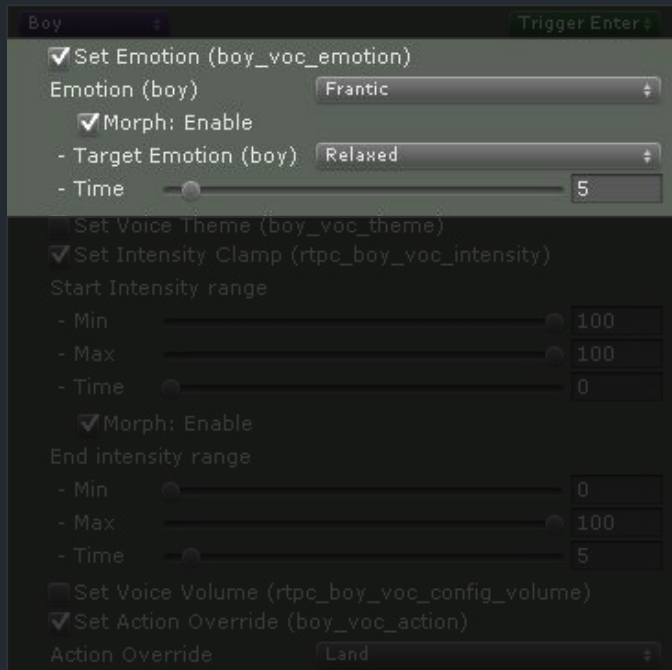 Boy Trigger Enter
Set Emotion (boy_voc_emotion)
Emotion (boy) Frantic
Morph: Enable
- Target Emotion (boy) Relaxed
- Time 5
Set Voice Theme (boy_voc_theme)
Set Intensity Clamp (rtpc_boy_voc_intensity)
Start Intensity range
- Min 100
- Max 100
- Time 0
Morph: Enable
End intensity range
- Min 0
- Max 100
- Time 5
Set Voice Volume (rtpc_boy_voc_config_volume)
Set Action Override (boy_voc_action)
Action Override Land